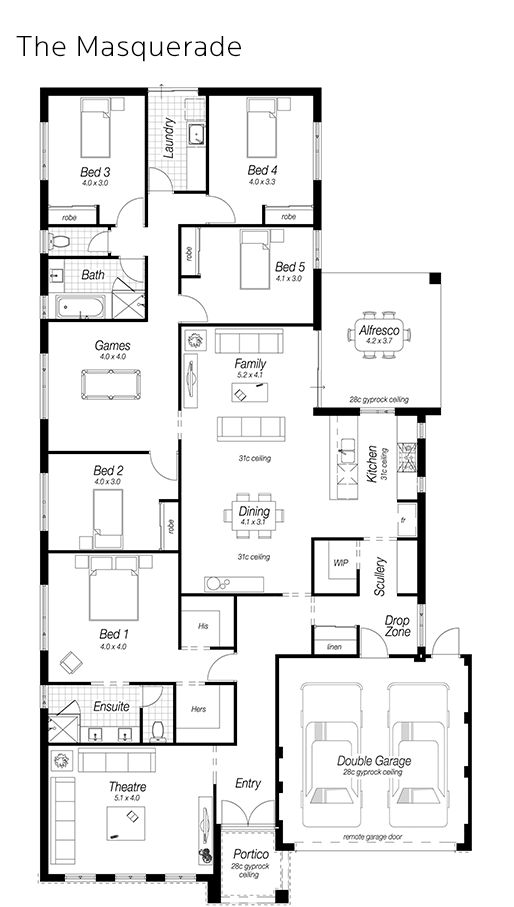 The Masquerade
Laundry
Bed 3
4.0 x 3.0
Bed 4
4.0 x 3.3
robe
robe
robe
Bed 5
4.1 x 3.0
Bath
Games
4.0 x 4.0
Family
5.2 x 4.1
Alfresco
4.2 x 3.7
28c gyprock ceiling
31c ceiling
Kitchen
31c ceiling
Bed 2
4.0 x 3.0
robe
Dining
4.1 x 3.1
fr
31c ceiling
WIP
Scullery
Bed 1
4.0 x 4.0
His
Drop
Zone
linen
Ensuite
Hers
Theatre
5.1 x 4.0
Entry
Double Garage
28c gyprock ceiling
remote garage door
Portico
28c gyprock
ceiling